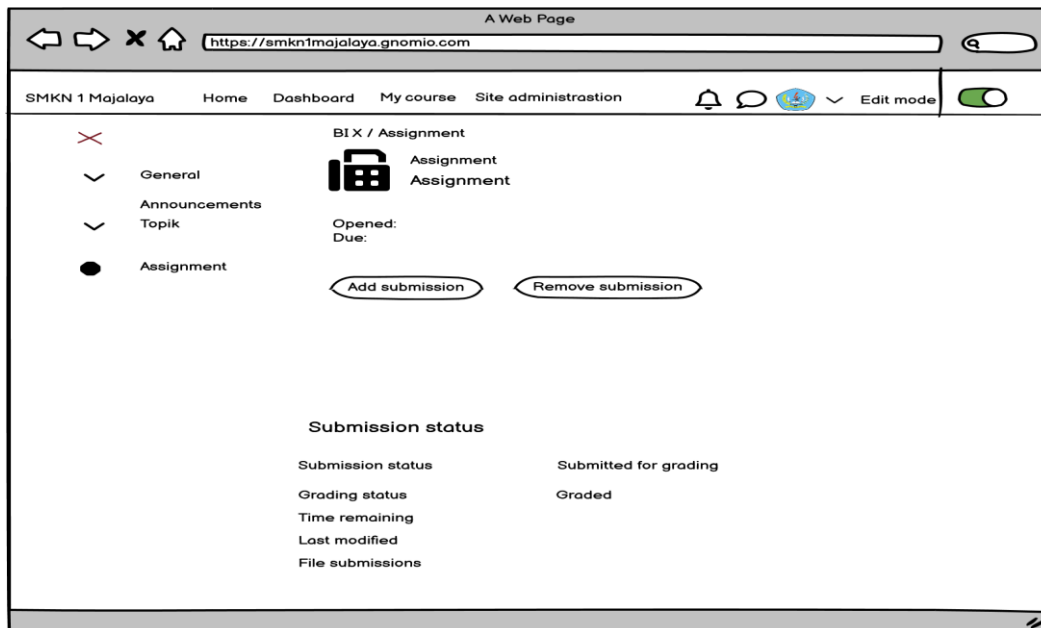 A Web Page
https://smkn1majalaya.gnomio.com
SMKN 1 Majalaya Home Dashboard My course Site administrastion Edit mode
BIX / Assignment
Assignment
Assignment
General
Announcements
Topik
Assignment
Opened:
Due:
Add submission Remove submission
Submission status
Submission status Submitted for grading
Grading status Graded
Time remaining
Last modified
File submissions